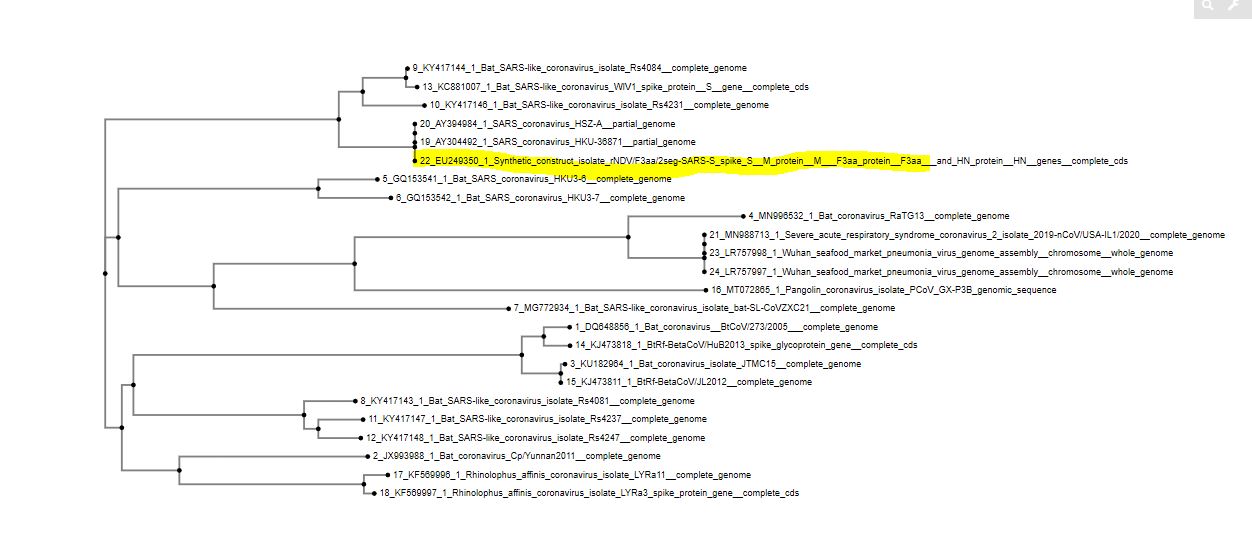 9_KY417144_1_Bat_SARS-like_coronavirus_isolate_Rs4084__complete_genome
13_KC881007_1_Bat_SARS-like_coronavirus_WIV1_spike_protein__S__gene__complete_cds
10_KY417146_1_Bat_SARS-like_coronavirus_isolate_Rs4231__complete_genome
20_AY394984_1_SARS_coronavirus_HSZ-A__partial_genome
19_AY304492_1_SARS_coronavirus_HKU-36871__partial_genome
22_EU249350_1_Synthetic_construct_isolate_rNDV/F3aa/2seg-SARS-S_spike_S__M_protein__M___F3aa_protein__F3aa___and_HN_protein__HN__genes__complete_cds
5_GQ153541_1_Bat_SARS_coronavirus_HKU3-6__complete_genome
6_GQ153542_1_Bat_SARS_coronavirus_HKU3-7__complete_genome
4_MN996532_1_Bat_coronavirus_RaTG13__complete_genome
21_MN988713_1_Severe_acute_respiratory_syndrome_coronavirus_2_isolate_2019-nCoV/USA-IL1/2020__complete_genome
23_LR757998_1_Wuhan_seafood_market_pneumonia_virus_genome_assembly__chromosome__whole_genome
24_LR757997_1_Wuhan_seafood_market_pneumonia_virus_genome_assembly__chromosome__whole_genome
16_MT072865_1_Pangolin_coronavirus_isolate_PCoV_GX-P3B_genomic_sequence
7_MG772934_1_Bat_SARS-like_coronavirus_isolate_bat-SL-CoVZXC21__complete_genome
1_DQ648856_1_Bat_coronavirus__BtCoV/273/2005___complete_genome
14_KJ473818_1_BtRf-BetaCoV/HuB2013_spike_glycoprotein_gene__complete_cds
3_KU182964_1_Bat_coronavirus_isolate_JTMC15__complete_genome
15_KJ473811_1_BtRf-BetaCoV/JL2012__complete_genome
8_KY417143_1_Bat_SARS-like_coronavirus_isolate_Rs4081__complete_genome
11_KY417147_1_Bat_SARS-like_coronavirus_isolate_Rs4237__complete_genome
12_KY417148_1_Bat_SARS-like_coronavirus_isolate_Rs4247__complete_genome
2_JX993988_1_Bat_coronavirus_Cp/Yunnan2011__complete_genome
17_KF569996_1_Rhinolophus_affinis_coronavirus_isolate_LYRa11__complete_genome
18_KF569997_1_Rhinolophus_affinis_coronavirus_isolate_LYRa3_spike_protein_gene__complete_cds